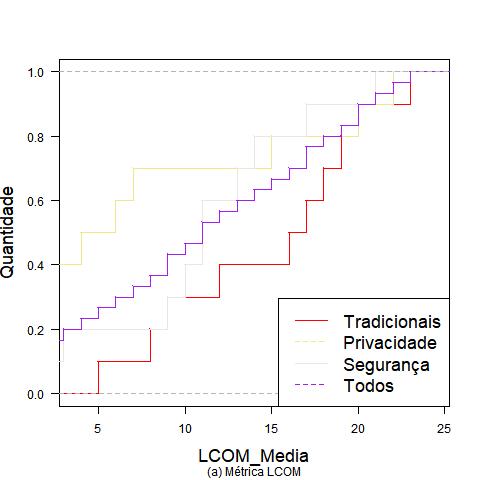 1.0
0.8
0.6
0.4
0.2
0.0
Quantidade
Tradicionais
Privacidade
Segurança
Todos
5 10 15 20 25
LCOM_Media
(a) Métrica LCOM